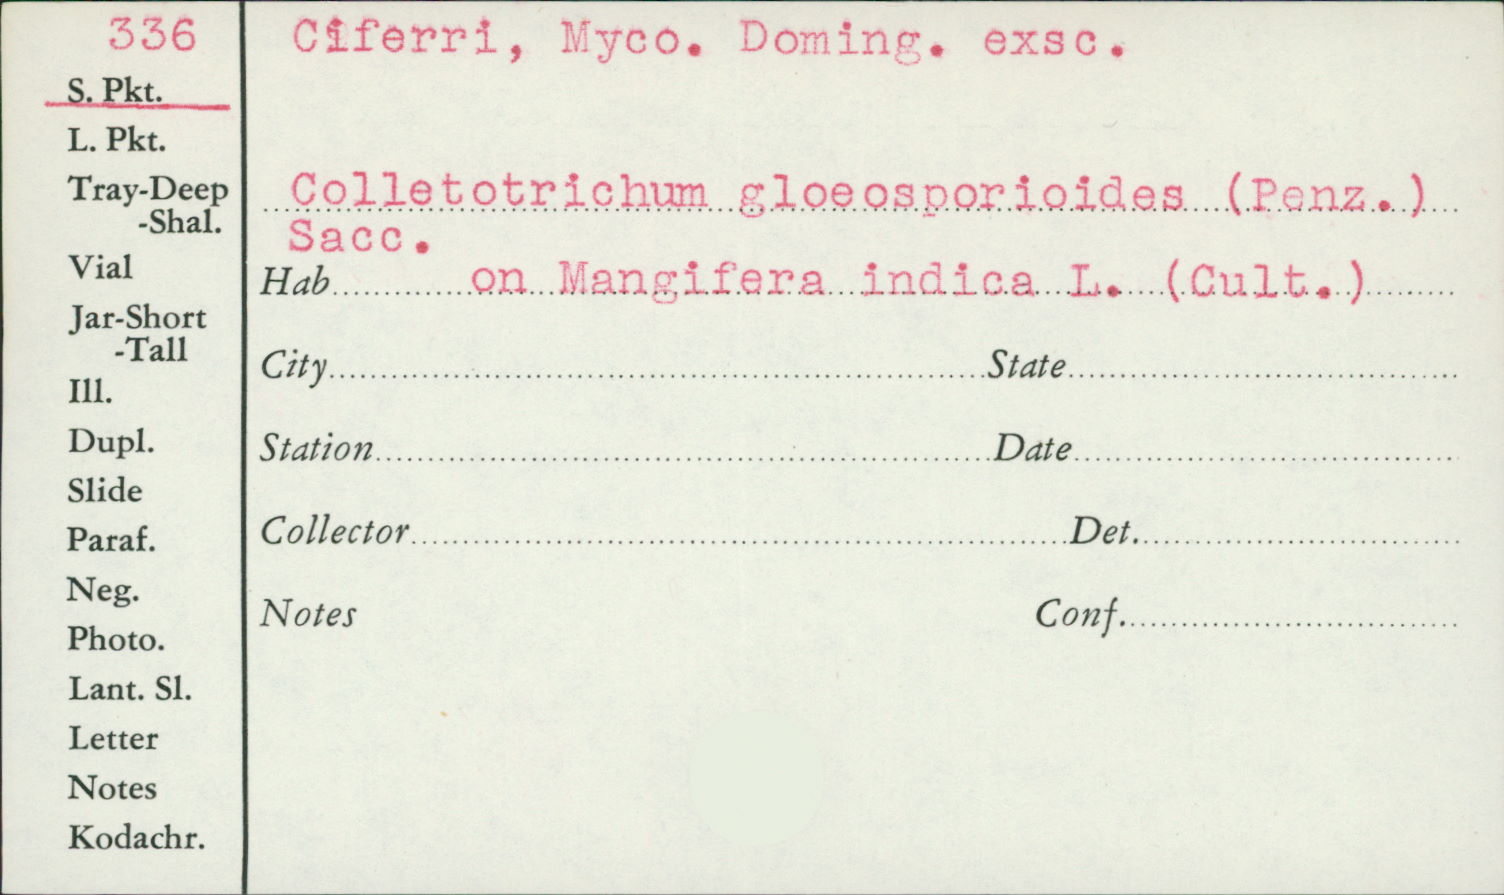 336
Ciferri, Myco. Doming. exsc.
S. Pkt.
L. Pkt.
Tray-Deep
-Shal.
Vial
Jar-Short
-Tall
Ill.
Dupl.
Slide
Paraf.
Neg.
Photo.
Lant. Sl.
Letter
Notes
Kodachr.
Colletotrichum gloeosporioides (Penz.)
Sacc.
Hab on Mangifera indica L. (Cult.)
City State
Station Date
Collector Det.
Notes Conf.